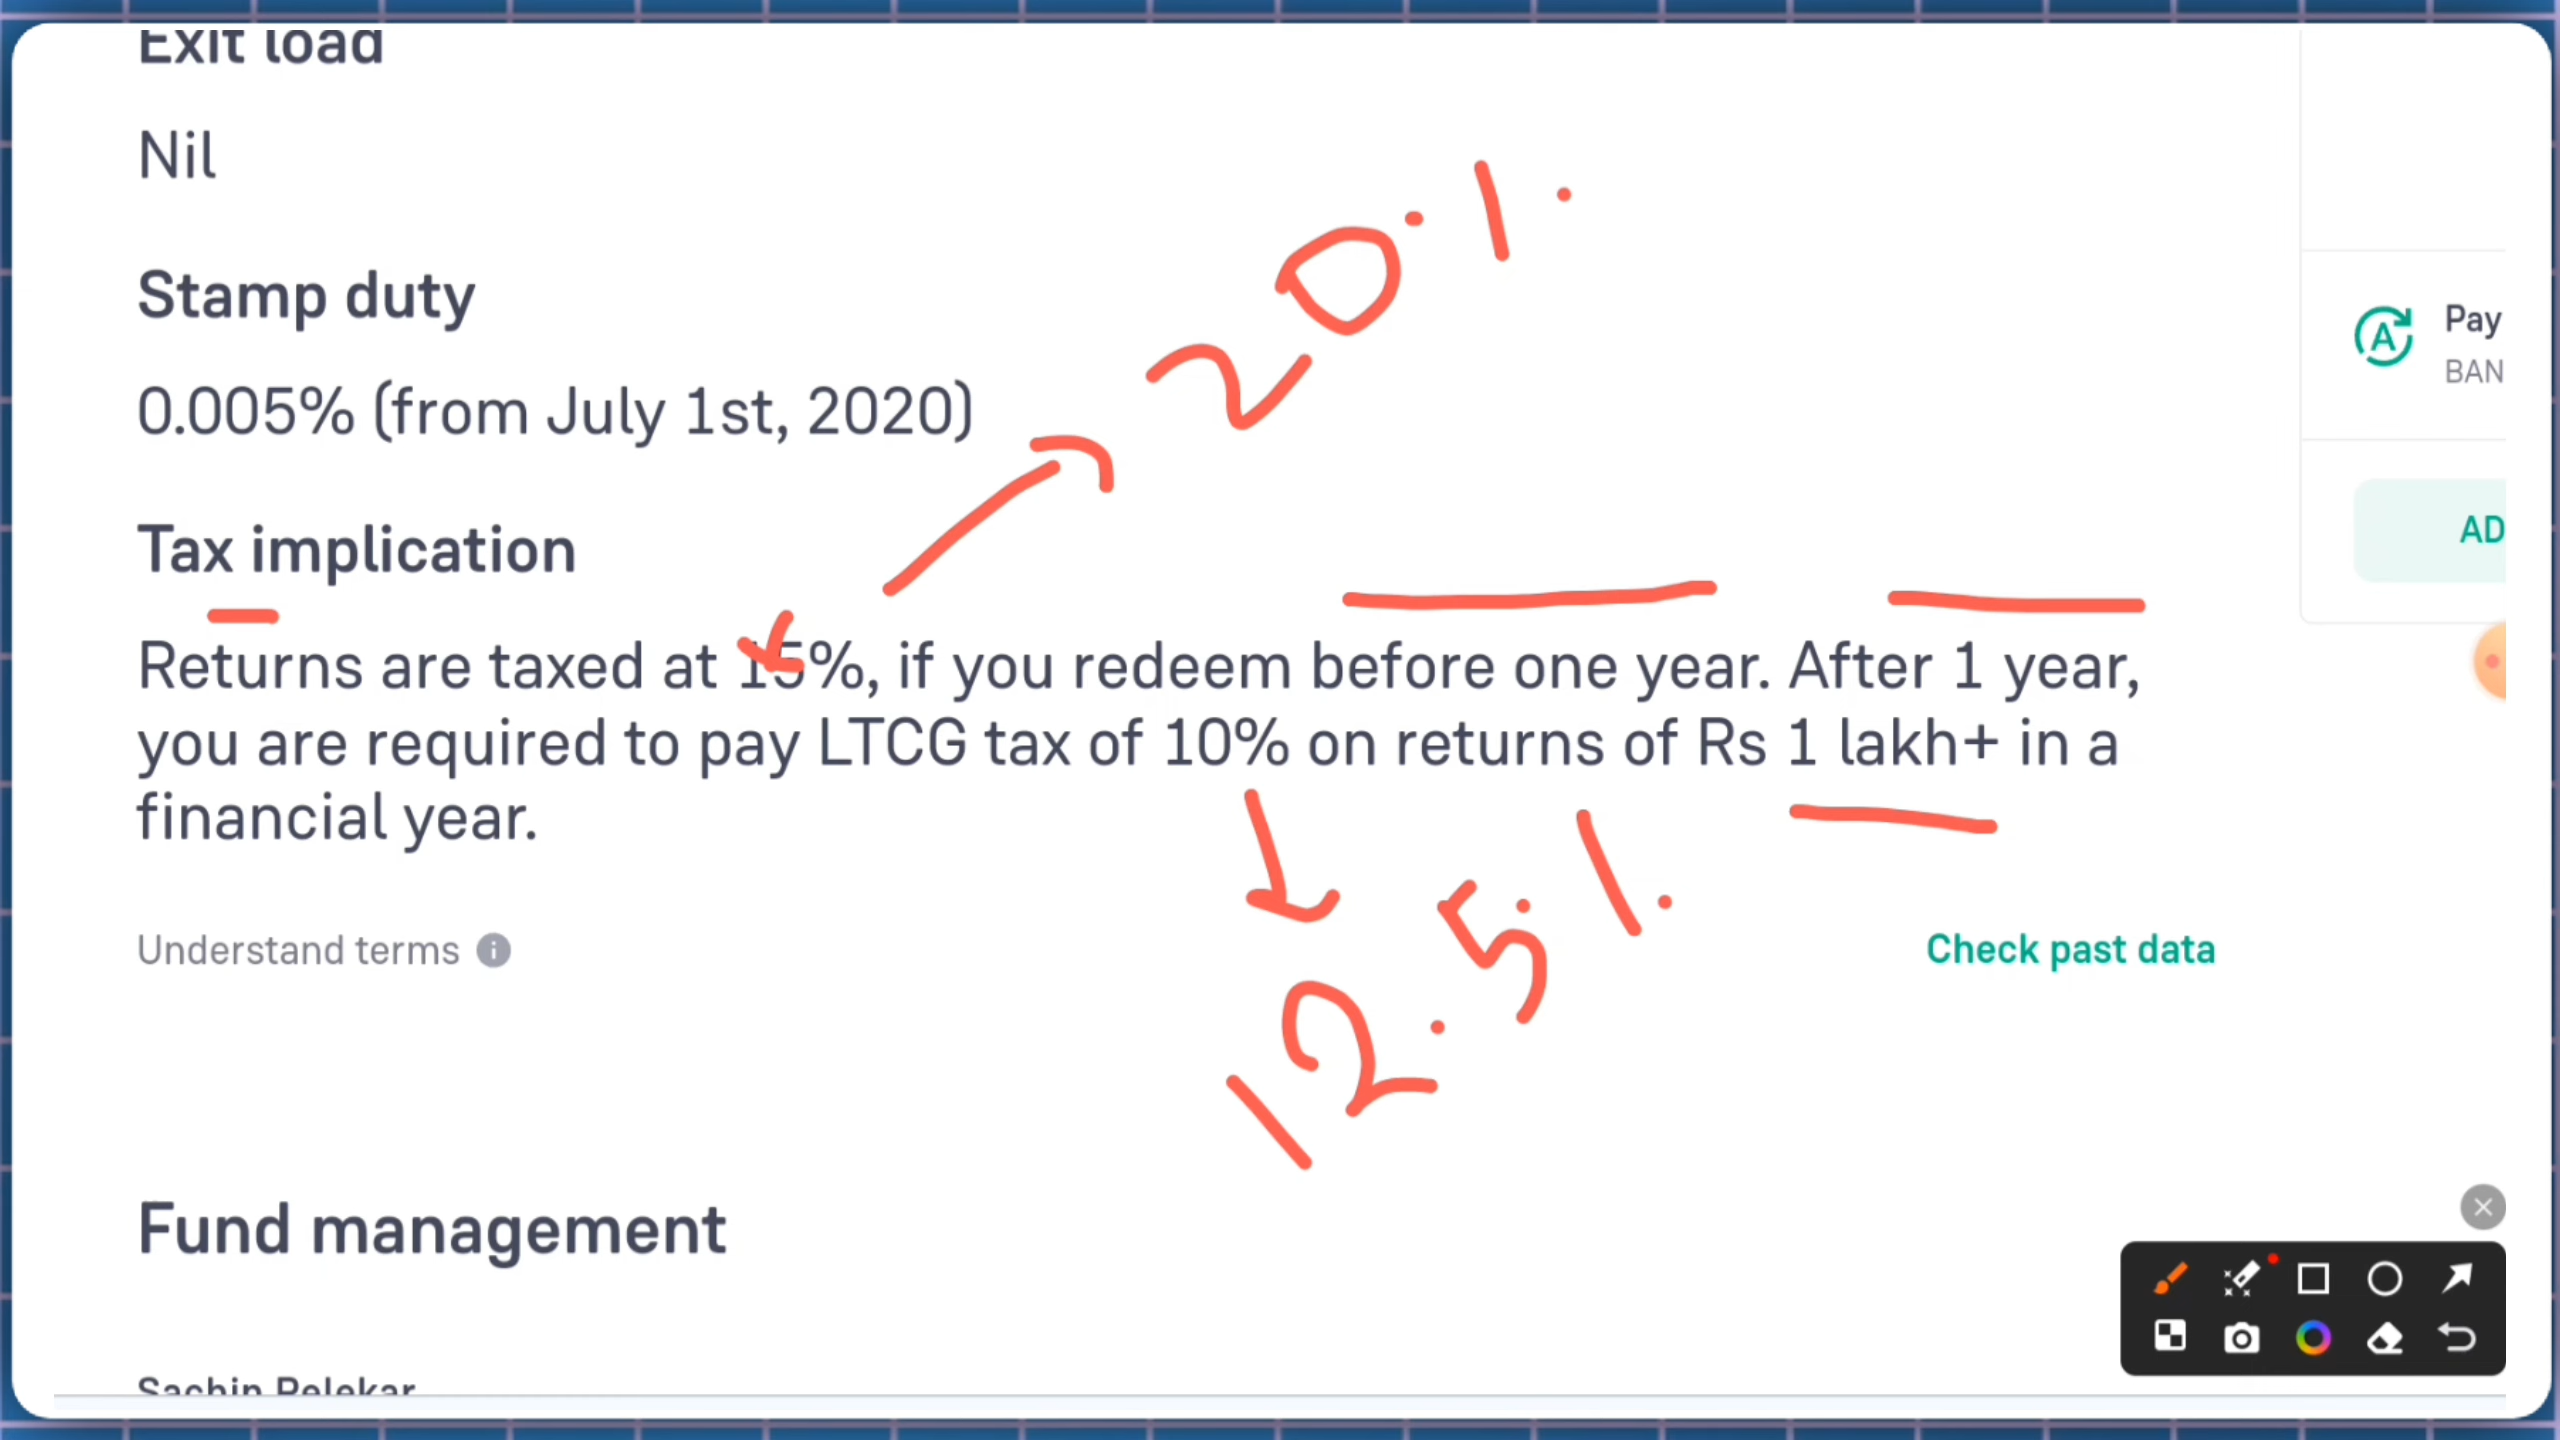 Exit load
Nil
Stamp duty
0.005% (from July 1st, 2020)
20%
Pay
BAN
AD
Tax implication
Returns are taxed at 15%, if you redeem before one year. After 1 year,
you are required to pay LTCG tax of 10% on returns of Rs 1 lakh+ in a
financial year.
12.5%
Understand terms
Check past data
Fund management
Sachin Relekar